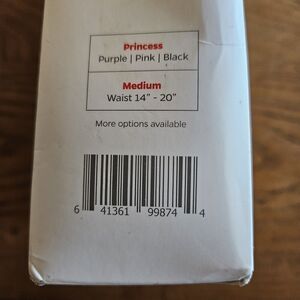 Princess
Purple | Pink | Black
Medium
Waist 14" - 20"
More options available
6 41361 99874 4